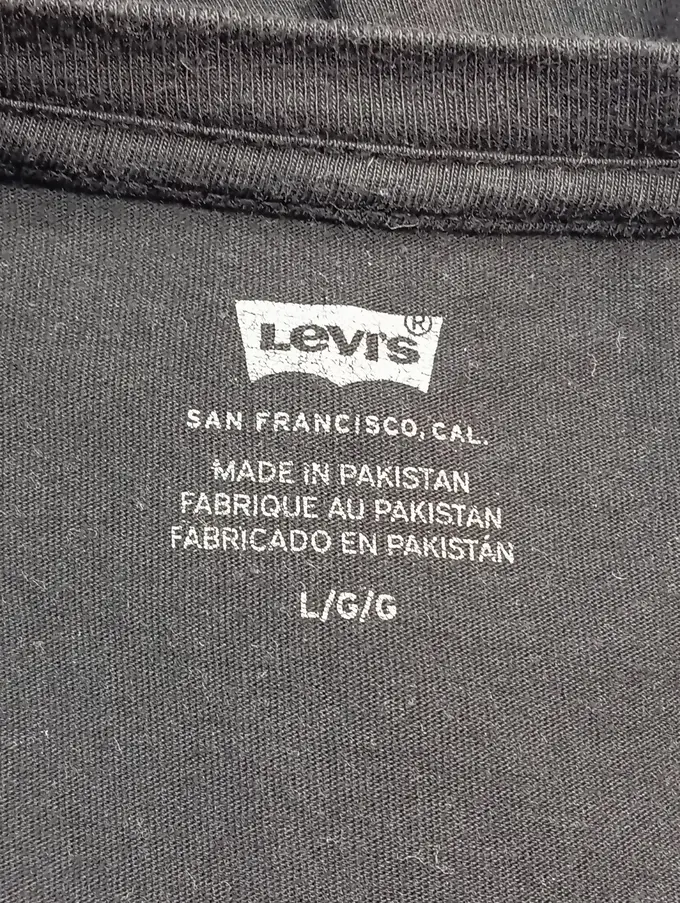 Levi's ®
SAN FRANCISCO, CAL.
MADE IN PAKISTAN
FABRIQUE AU PAKISTAN
FABRICADO EN PAKISTÁN
L/G/G